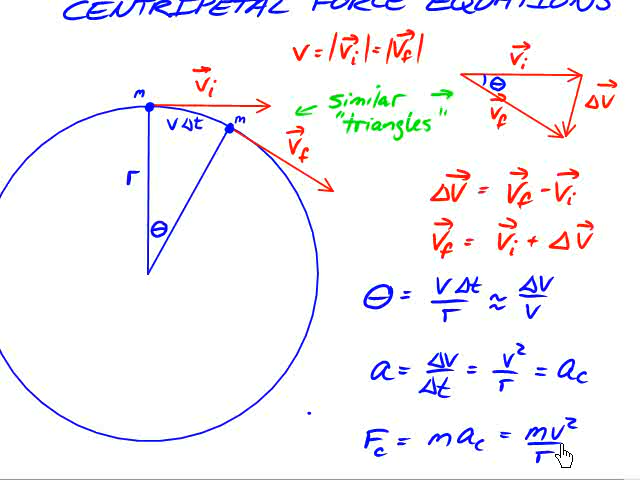 CENTRIPETAL FORCE EQUATIONS
v = |v⃗i| = |v⃗f|
v⃗i
θ
v⃗f
Δv⃗
m
v⃗i
vΔt
m
v⃗f
← similar →
"triangles"
r
θ
Δv⃗ = v⃗f - v⃗i
v⃗f = v⃗i + Δv⃗
θ = vΔt/r ≈ Δv/v
a = Δv/Δt = v²/r = ac
Fc = mac = mv²/r